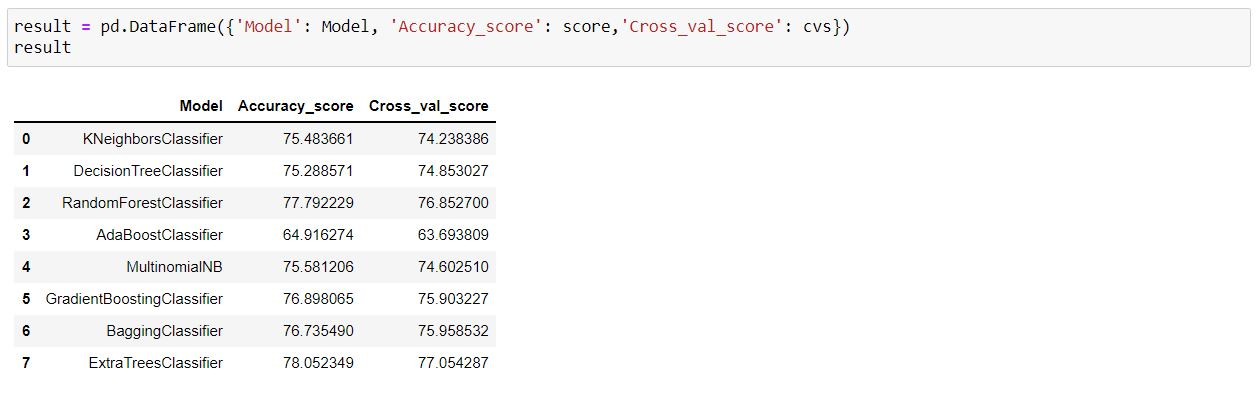 result = pd.DataFrame({'Model': Model, 'Accuracy_score': score,'Cross_val_score': cvs})
result
Model Accuracy_score Cross_val_score
0 KNeighborsClassifier 75.483661 74.238386
1 DecisionTreeClassifier 75.288571 74.853027
2 RandomForestClassifier 77.792229 76.852700
3 AdaBoostClassifier 64.916274 63.693809
4 MultinomialNB 75.581206 74.602510
5 GradientBoostingClassifier 76.898065 75.903227
6 BaggingClassifier 76.735490 75.958532
7 ExtraTreesClassifier 78.052349 77.054287